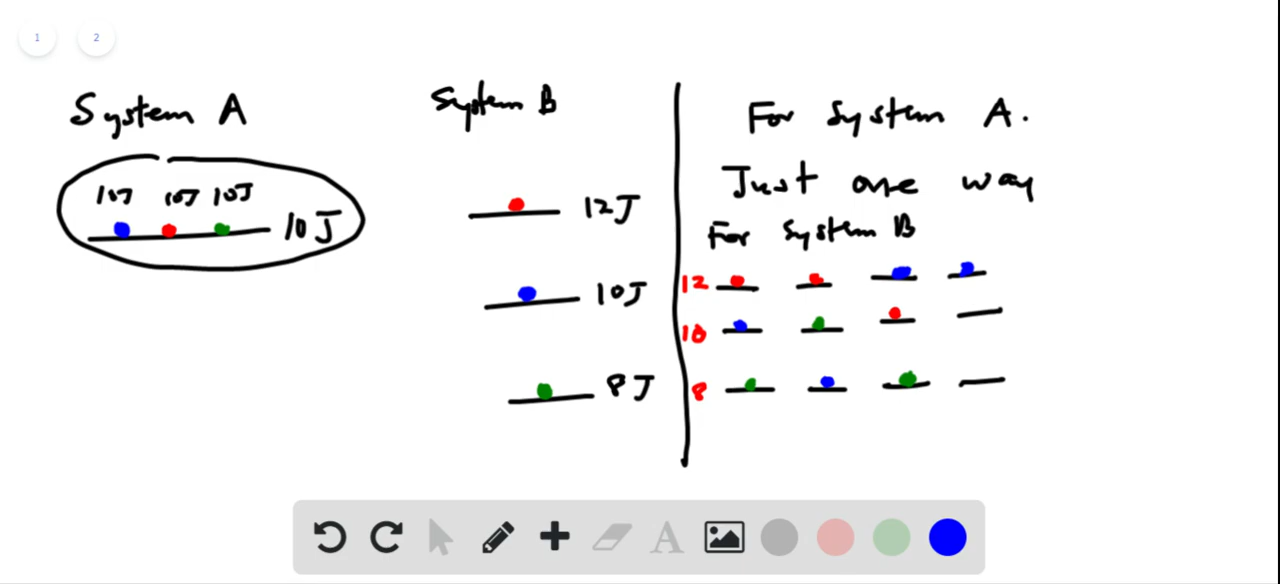 1 2
System A
10J 10J 10J
10J
System B
12J
10J
8J
For System A.
Just one way
For System B
12
10
8
A